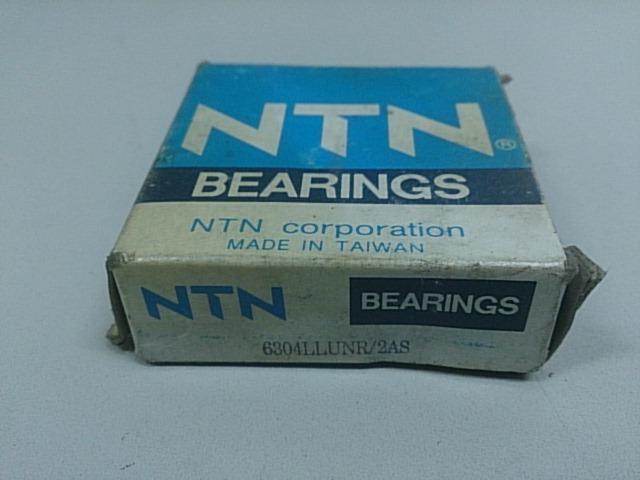 NTN®
BEARINGS
NTN corporation
MADE IN TAIWAN
NTN BEARINGS
6304LLUNR/2AS